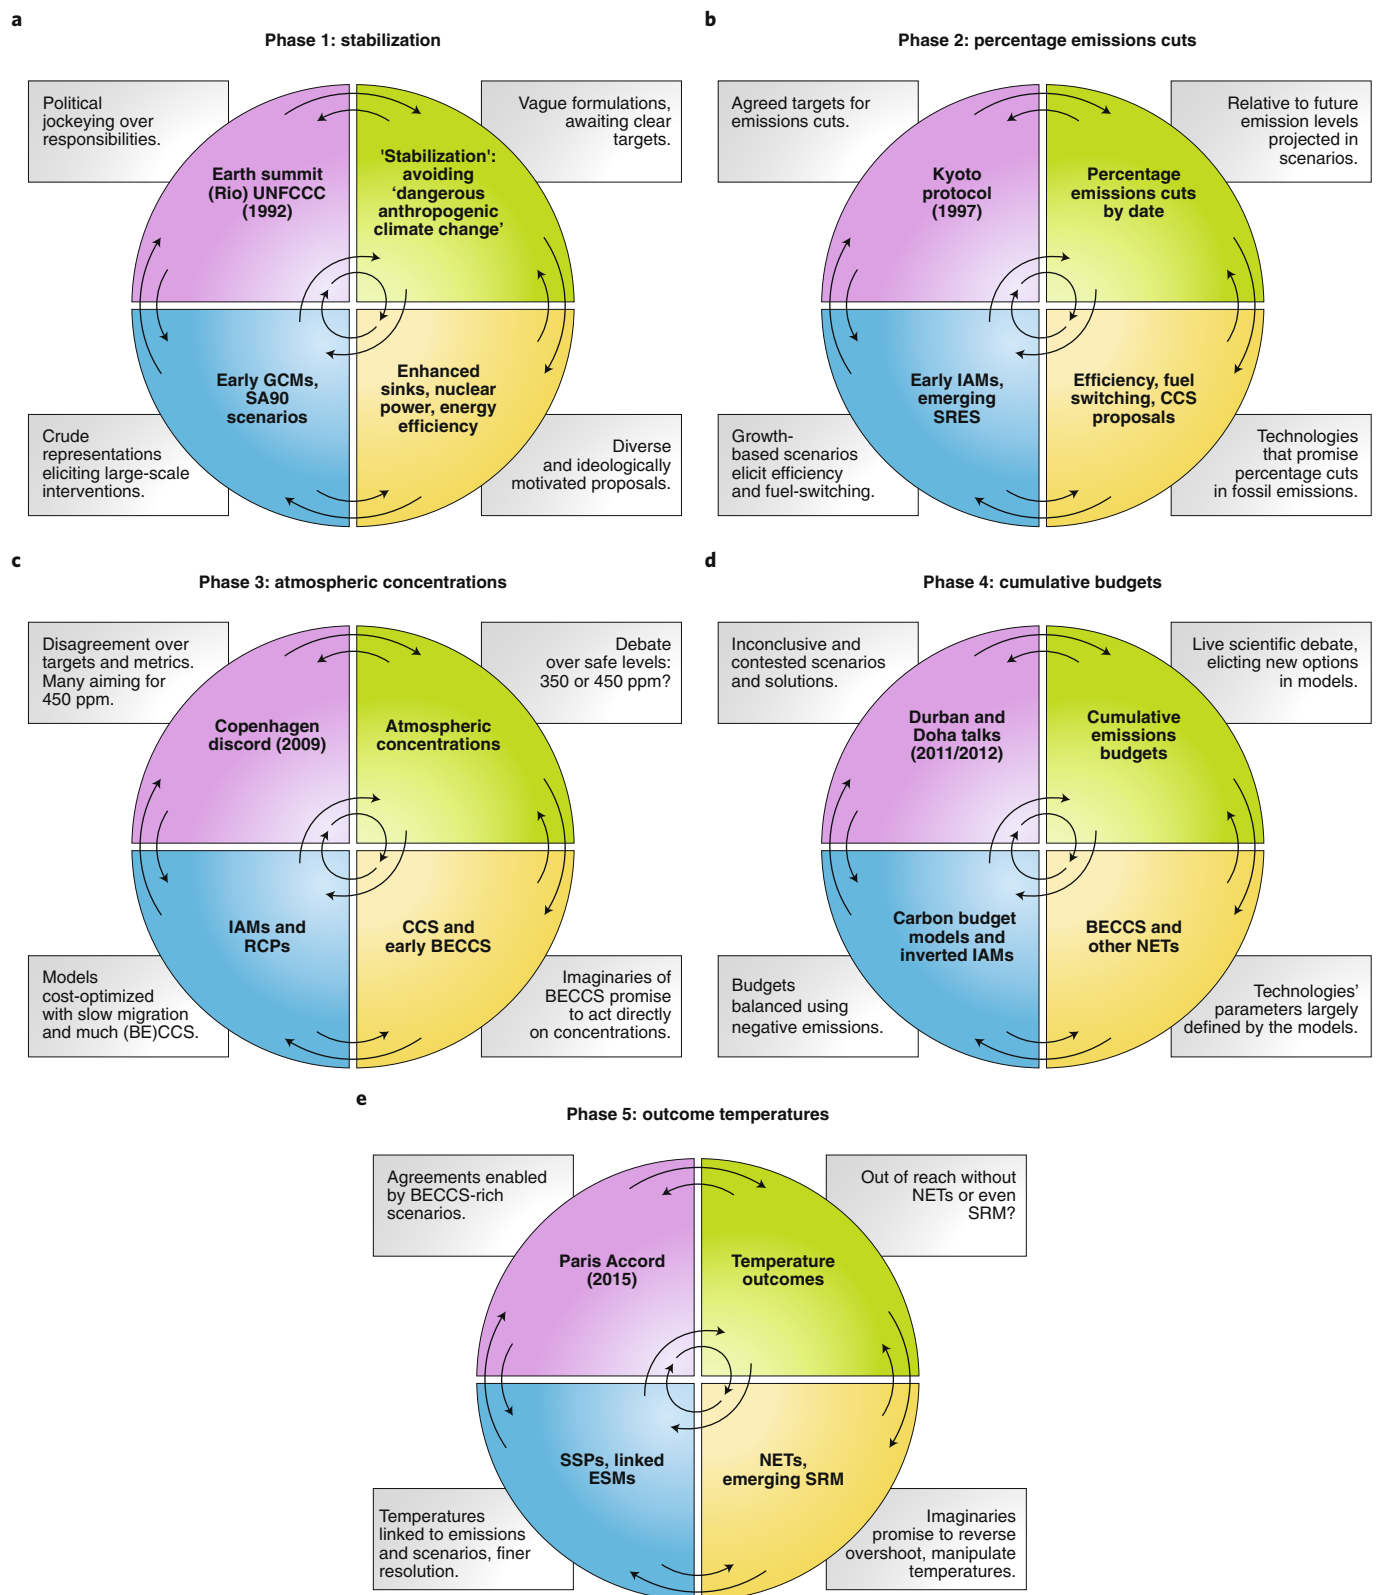 a
Phase 1: stabilization
Political
jockeying over
responsibilities.
Vague formulations,
awaiting clear
targets.
Earth summit
(Rio) UNFCCC
(1992)
'Stabilization':
avoiding
‘dangerous
anthropogenic
climate change’
Early GCMs,
SA90
scenarios
Enhanced
sinks, nuclear
power, energy
efficiency
Crude
representations
eliciting large-scale
interventions.
Diverse
and ideologically
motivated proposals.
b
Phase 2: percentage emissions cuts
Agreed targets for
emissions cuts.
Relative to future
emission levels
projected in
scenarios.
Kyoto
protocol
(1997)
Percentage
emissions cuts
by date
Early IAMs,
emerging
SRES
Efficiency, fuel
switching, CCS
proposals
Growth-
based scenarios
elicit efficiency
and fuel-switching.
Technologies
that promise
percentage cuts
in fossil emissions.
c
Phase 3: atmospheric concentrations
Disagreement over
targets and metrics.
Many aiming for
450 ppm.
Debate
over safe levels:
350 or 450 ppm?
Copenhagen
discord (2009)
Atmospheric
concentrations
IAMs and
RCPs
CCS and
early BECCS
Models
cost-optimized
with slow migration
and much (BE)CCS.
Imaginaries of
BECCS promise
to act directly
on concentrations.
d
Phase 4: cumulative budgets
Inconclusive and
contested scenarios
and solutions.
Live scientific debate,
elicting new options
in models.
Durban and
Doha talks
(2011/2012)
Cumulative
emissions
budgets
Carbon budget
models and
inverted IAMs
BECCS and
other NETs
Budgets
balanced using
negative emissions.
Technologies’
parameters largely
defined by the models.
e
Phase 5: outcome temperatures
Agreements enabled
by BECCS-rich
scenarios.
Out of reach without
NETs or even
SRM?
Paris Accord
(2015)
Temperature
outcomes
SSPs, linked
ESMs
NETs,
emerging SRM
Temperatures
linked to emissions
and scenarios, finer
resolution.
Imaginaries
promise to reverse
overshoot, manipulate
temperatures.